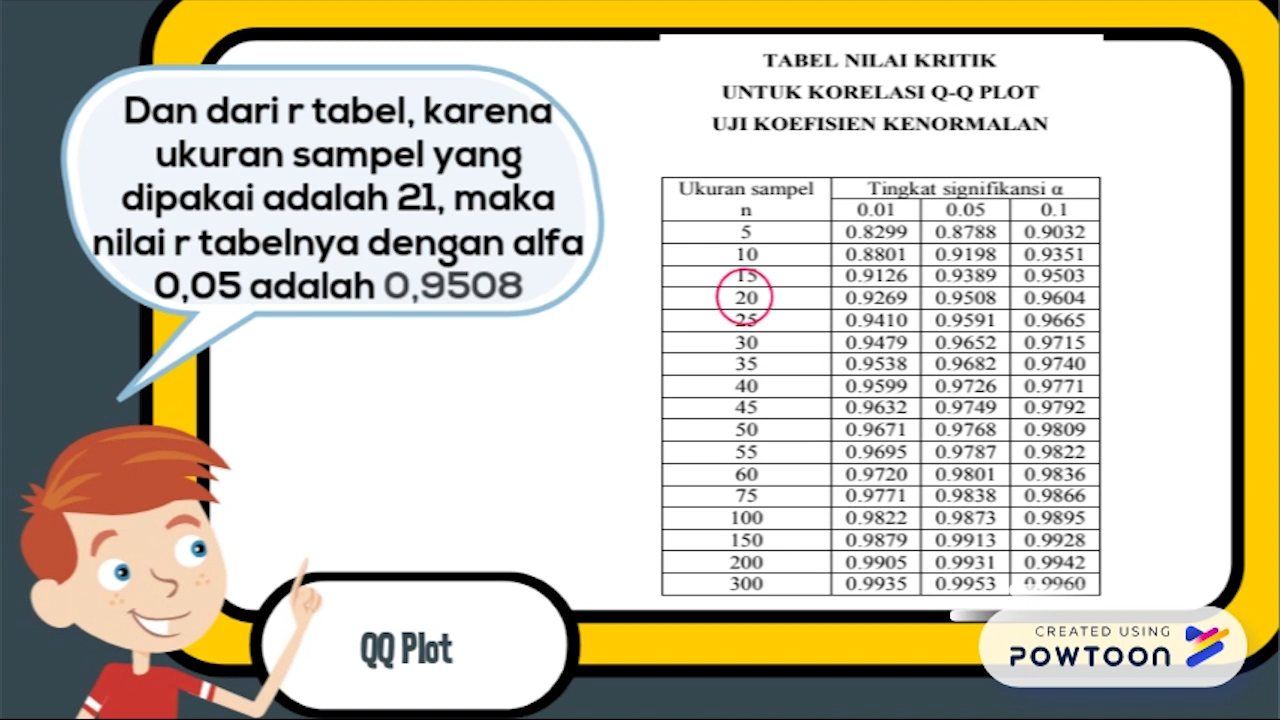 Dan dari r tabel, karena
ukuran sampel yang
dipakai adalah 21, maka
nilai r tabelnya dengan alfa
0,05 adalah 0,9508
TABEL NILAI KRITIK
UNTUK KORELASI Q-Q PLOT
UJI KOEFISIEN KENORMALAN
Ukuran sampel Tingkat signifikansi α
n 0.01 0.05 0.1
5 0.8299 0.8788 0.9032
10 0.8801 0.9198 0.9351
15 0.9126 0.9389 0.9503
20 0.9269 0.9508 0.9604
25 0.9410 0.9591 0.9665
30 0.9479 0.9652 0.9715
35 0.9538 0.9682 0.9740
40 0.9599 0.9726 0.9771
45 0.9632 0.9749 0.9792
50 0.9671 0.9768 0.9809
55 0.9695 0.9787 0.9822
60 0.9720 0.9801 0.9836
75 0.9771 0.9838 0.9866
100 0.9822 0.9873 0.9895
150 0.9879 0.9913 0.9928
200 0.9905 0.9931 0.9942
300 0.9935 0.9953 0.9960
QQ Plot
CREATED USING
POWTOON